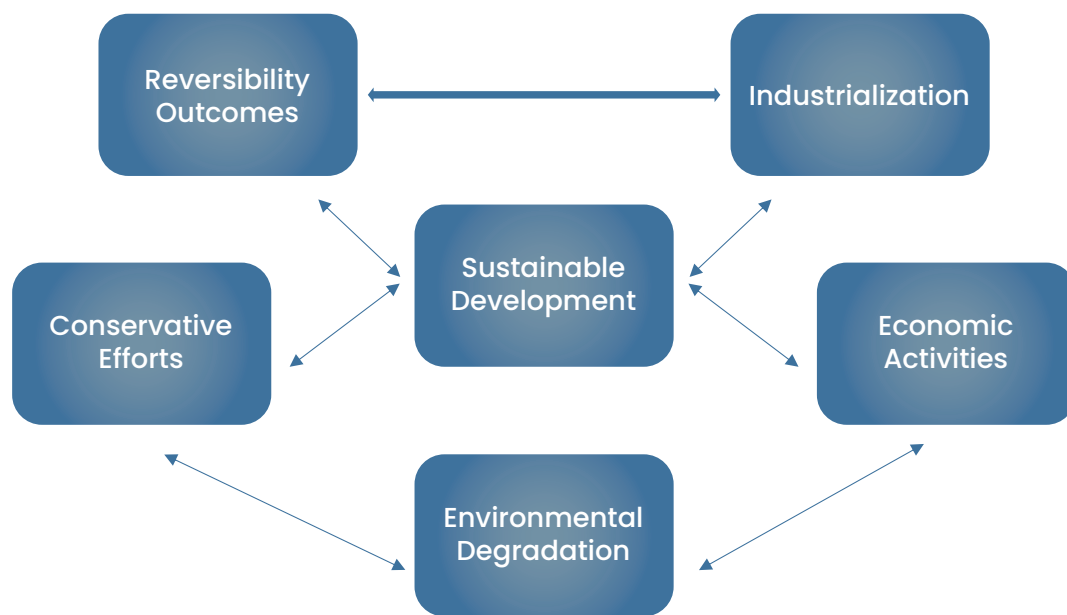 Reversibility
Outcomes
Industrialization
Sustainable
Development
Conservative
Efforts
Economic
Activities
Environmental
Degradation